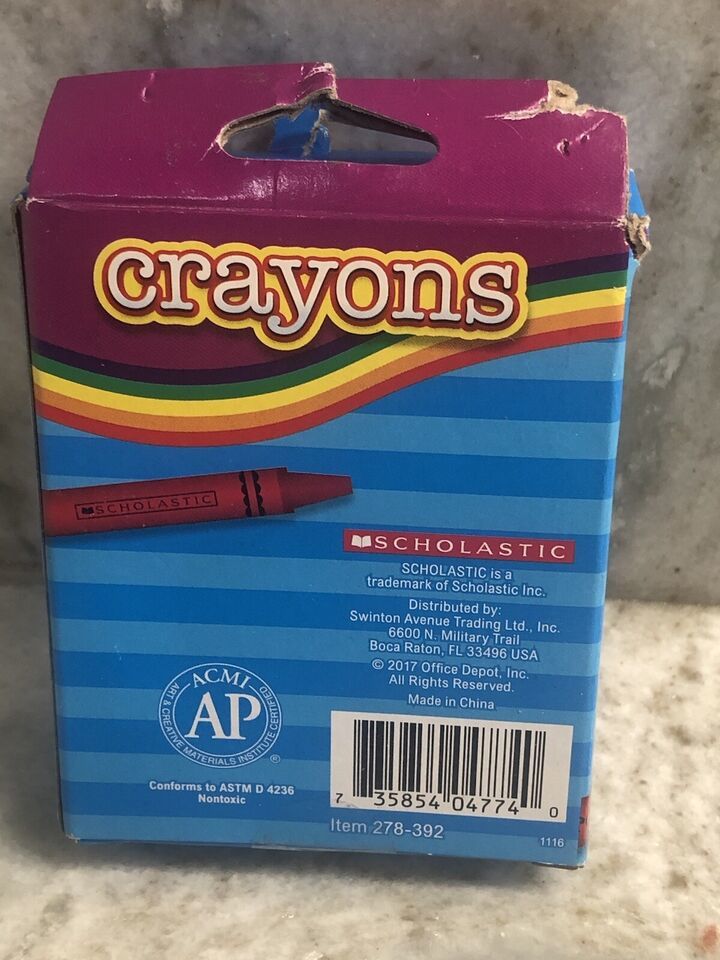 crayons
SCHOLASTIC
SCHOLASTIC
SCHOLASTIC is a
trademark of Scholastic Inc.
Distributed by:
Swinton Avenue Trading Ltd., Inc.
6600 N. Military Trail
Boca Raton, FL 33496 USA
© 2017 Office Depot, Inc.
All Rights Reserved.
Made in China
ACMI
AP
ART & CREATIVE MATERIALS INSTITUTE CERTIFIED
®
Conforms to ASTM D 4236
Nontoxic
7 35854 04774 0
Item 278-392
1116